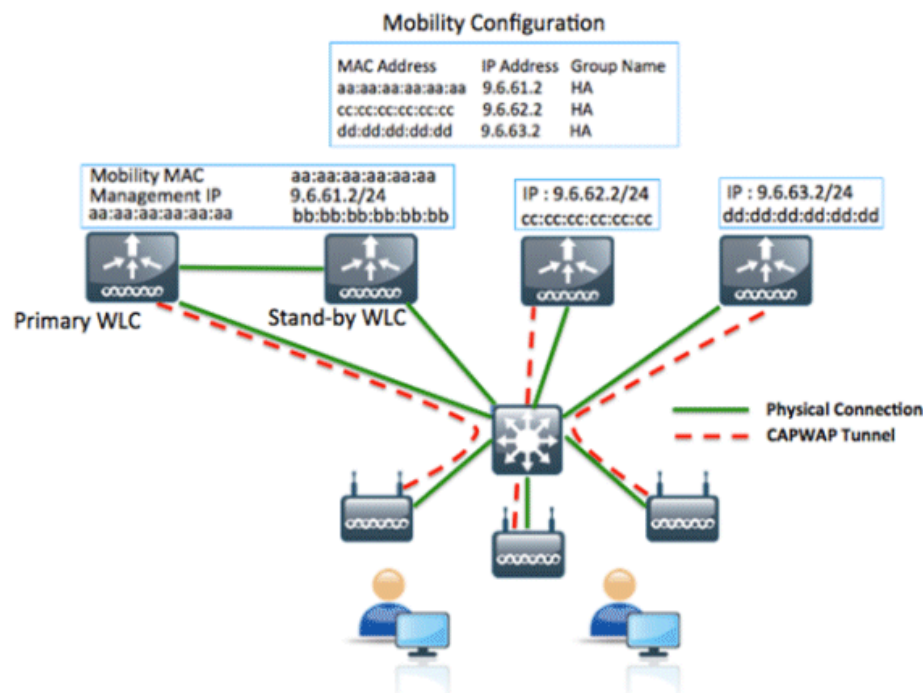 Mobility Configuration
MAC Address IP Address Group Name
aa:aa:aa:aa:aa:aa 9.6.61.2 HA
cc:cc:cc:cc:cc:cc 9.6.62.2 HA
dd:dd:dd:dd:dd 9.6.63.2 HA
Mobility MAC aa:aa:aa:aa:aa:aa
Management IP 9.6.61.2/24
aa:aa:aa:aa:aa:aa bb:bb:bb:bb:bb:bb
IP : 9.6.62.2/24
cc:cc:cc:cc:cc:cc
IP : 9.6.63.2/24
dd:dd:dd:dd:dd:dd
Primary WLC
Stand-by WLC
Physical Connection
CAPWAP Tunnel